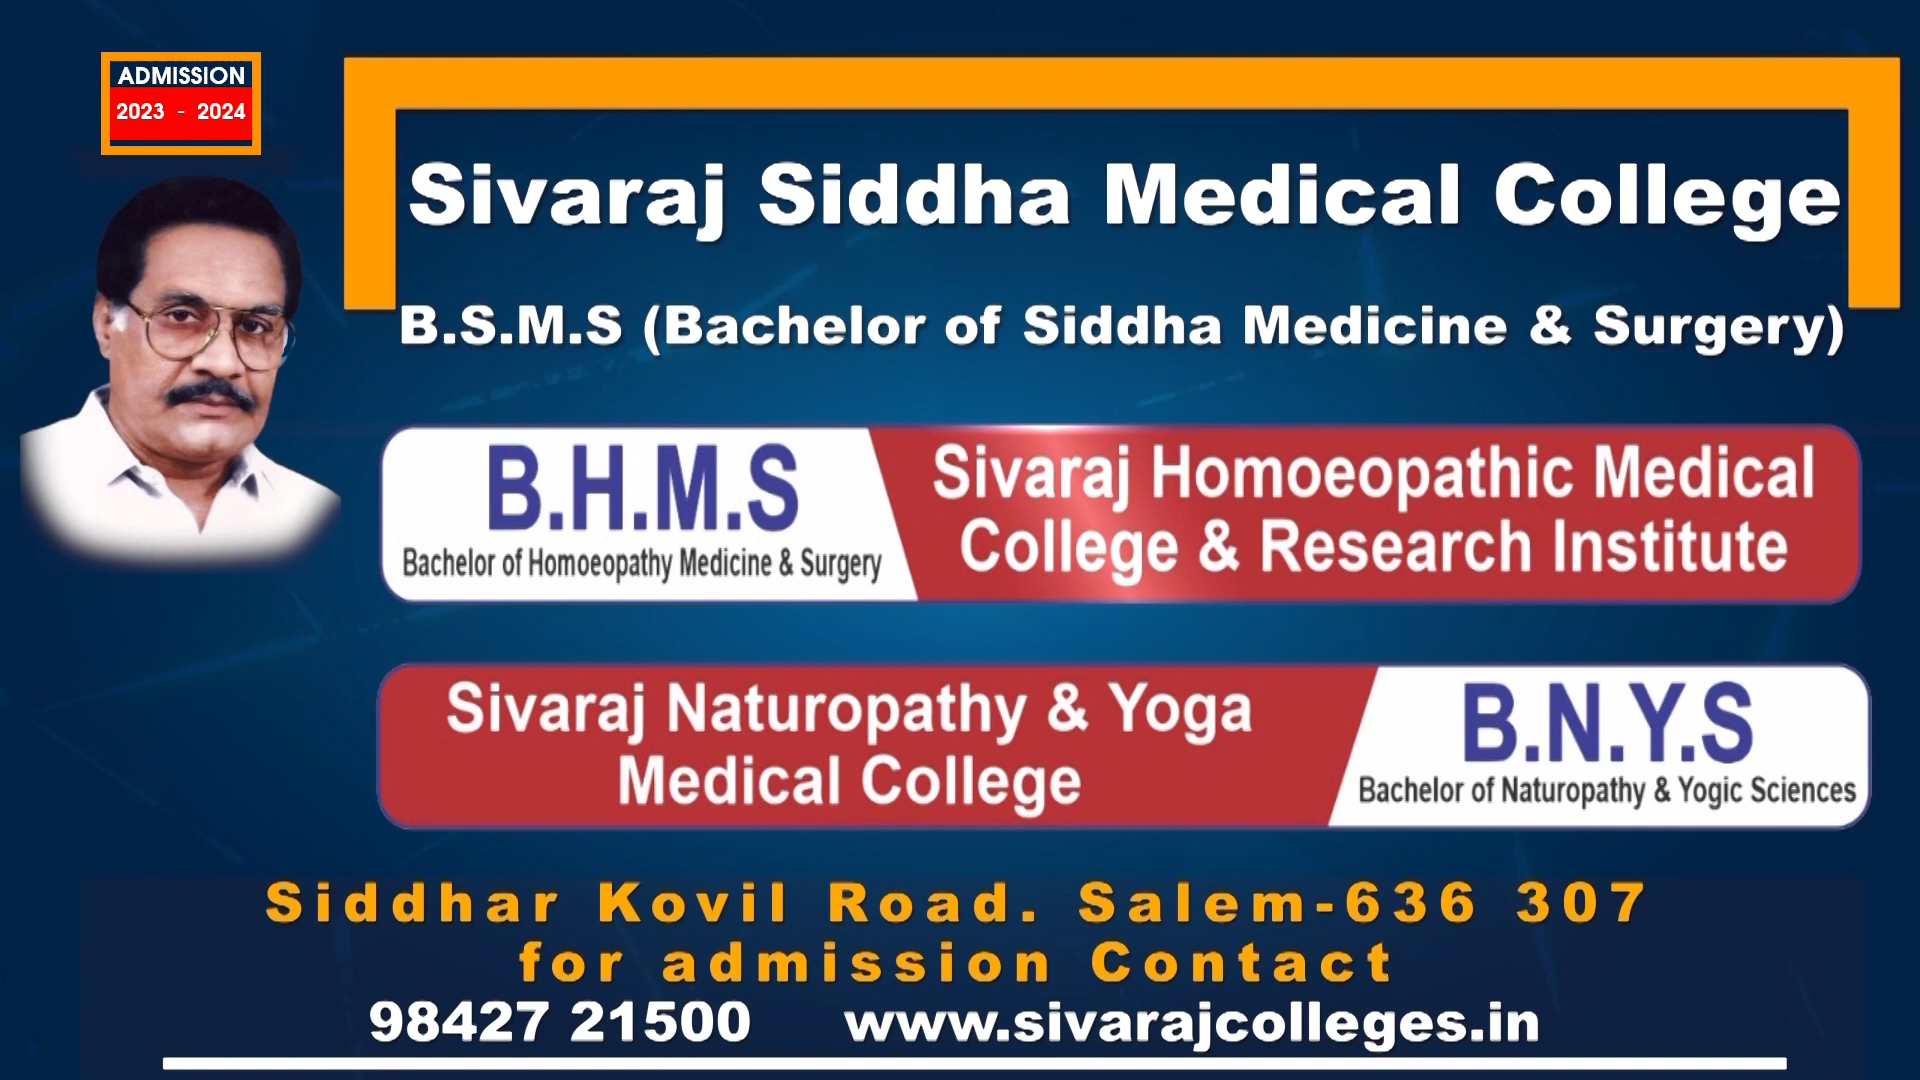 ADMISSION
2023 - 2024
Sivaraj Siddha Medical College
B.S.M.S (Bachelor of Siddha Medicine & Surgery)
B.H.M.S
Bachelor of Homoeopathy Medicine & Surgery
Sivaraj Homoeopathic Medical
College & Research Institute
Sivaraj Naturopathy & Yoga
Medical College
B.N.Y.S
Bachelor of Naturopathy & Yogic Sciences
Siddhar Kovil Road. Salem-636 307
for admission Contact
98427 21500 www.sivarajcolleges.in